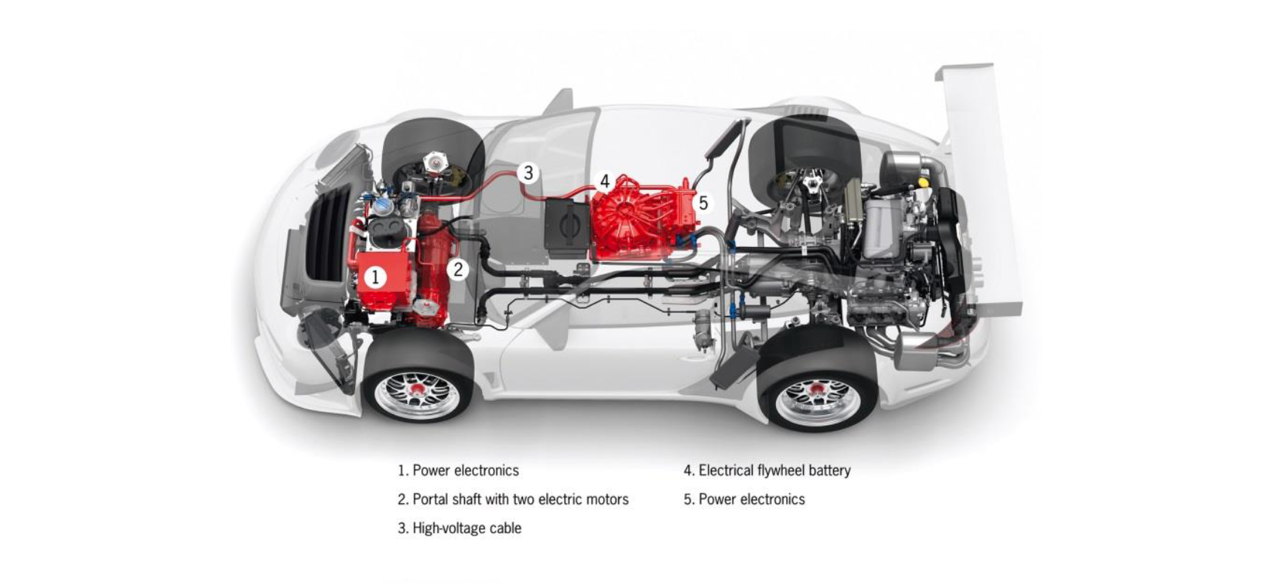 3
4
5
2
1
1. Power electronics
2. Portal shaft with two electric motors
3. High-voltage cable
4. Electrical flywheel battery
5. Power electronics